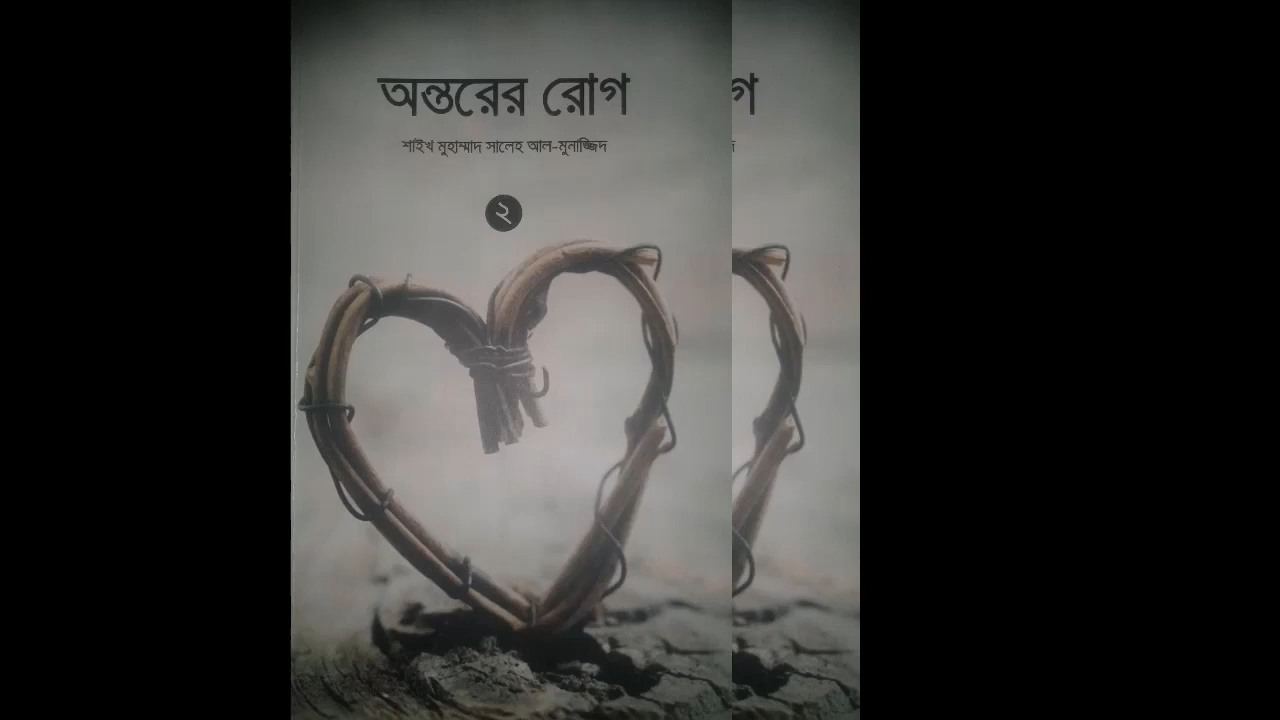 অন্তরের রোগ
শাইখ মুহাম্মাদ সালেহ আল-মুনাজ্জিদ
২
গ
দ